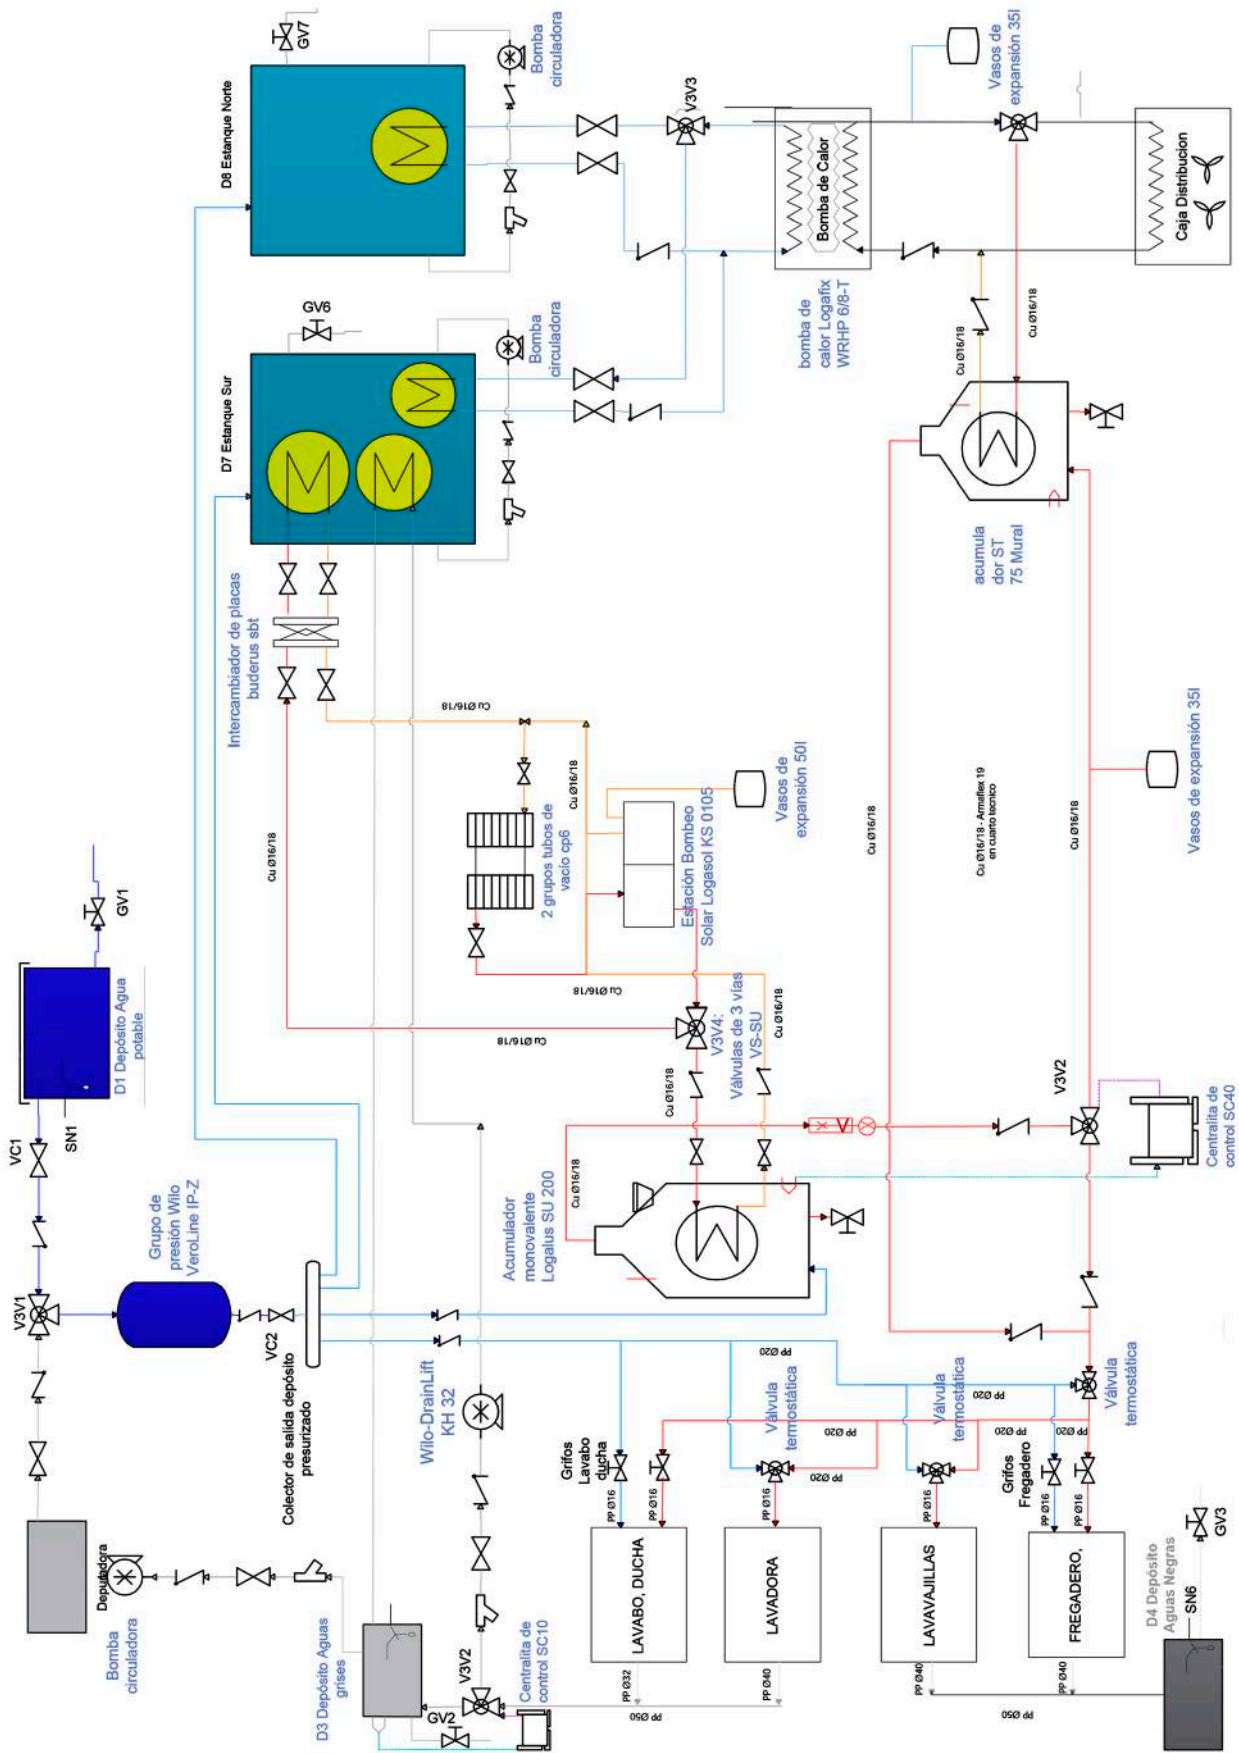 GV7
D8 Estanque Norte
Bomba
circuladora
V3V3
Vasos de
expansión 35l
Bomba de Calor
Caja Distribucion
bomba de
calor Logafix
WRHP 6/8-T
GV6
D7 Estanque Sur
Bomba
circuladora
Cu Ø16/18
Cu Ø16/18
acumula
dor ST
75 Mural
Intercambiador de placas
buderus sbt
Cu Ø16/18
Cu Ø16/18
Cu Ø16/18
2 grupos tubos de
vacío cp6
Vasos de
expansión 50l
Estación Bombeo
Solar Logasol KS 0105
Cu Ø16/18
Cu Ø16/18 - Armaflex 19
en cuarto tecnico
Cu Ø16/18
Vasos de expansión 35l
GV1
D1 Depósito Agua
potable
SN1
VC1
Cu Ø16/18
Cu Ø16/18
V3V4:
Válvulas de 3 vías
VS-SU
Cu Ø16/18
Cu Ø16/18
V3V2
Centralita de
control SC40
V3V1
Grupo de
presión Wilo
VeroLine IP-Z
VC2
Colector de salida depósito
presurizado
Cu Ø16/18
Acumulador
monovalente
Logalus SU 200
V
Wilo-DrainLift
KH 32
PP Ø20
Válvula
termostática
PP Ø20
Válvula
termostática
Válvula
termostática
PP Ø20
PP Ø20
PP Ø20
PP Ø20
Grifos
Lavabo
ducha
PP Ø16
PP Ø16
PP Ø16
PP Ø16
Grifos
Fregadero
PP Ø16
PP Ø16
Depuradora
Bomba
circuladora
D3 Depósito Aguas
grises
V3V2
GV2
Centralita de
control SC10
LAVABO, DUCHA
LAVADORA
LAVAVAJILLAS
FREGADERO,
PP Ø32
PP Ø40
PP Ø50
PP Ø40
PP Ø40
PP Ø50
D4 Depósito
Aguas Negras
SN6
GV3